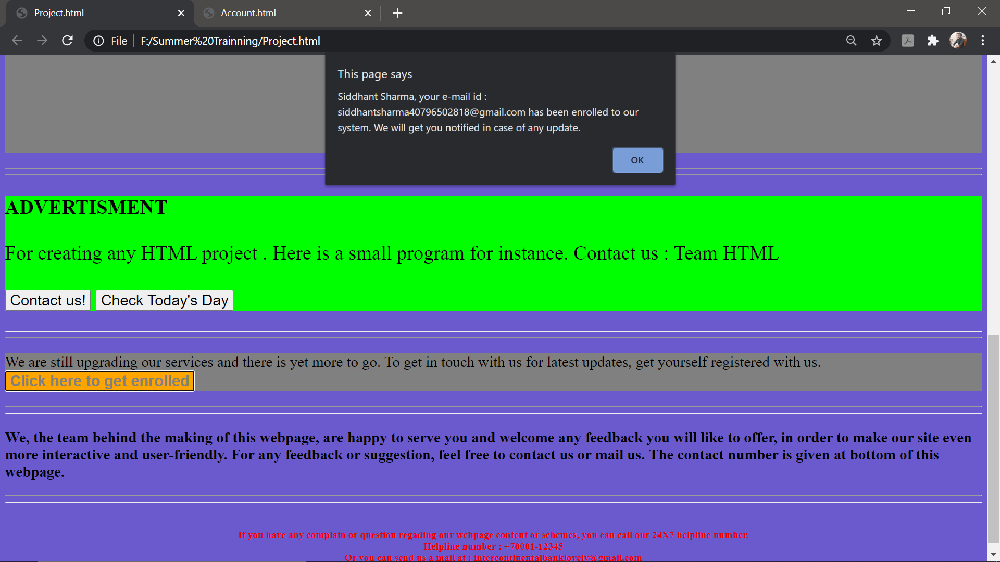 Project.html
Account.html
File
F:/Summer%20Trainning/Project.html
This page says
Siddhant Sharma, your e-mail id :
siddhantsharma40796502818@gmail.com has been enrolled to our
system. We will get you notified in case of any update.
OK
ADVERTISMENT
For creating any HTML project . Here is a small program for instance. Contact us : Team HTML
Contact us! Check Today's Day
We are still upgrading our services and there is yet more to go. To get in touch with us for latest updates, get yourself registered with us.
Click here to get enrolled
We, the team behind the making of this webpage, are happy to serve you and welcome any feedback you will like to offer, in order to make our site even
more interactive and user-friendly. For any feedback or suggestion, feel free to contact us or mail us. The contact number is given at bottom of this
webpage.
If you have any complain or question regading our webpage content or schemes, you can call our 24X7 helpline number.
Helpline number : +70001-12345
Or you can send us a mail at : intercontinentalbanklovely@gmail.com